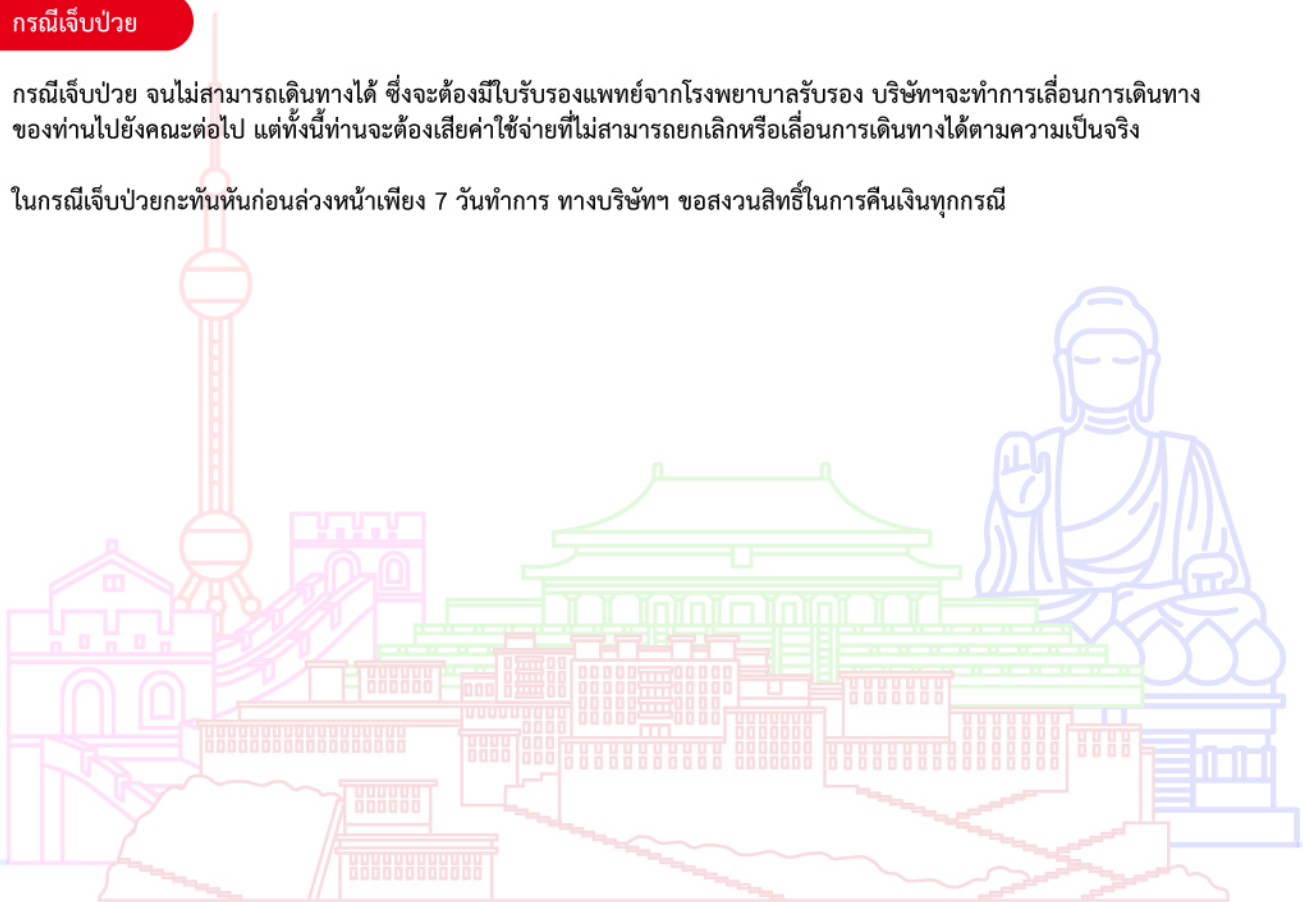 กรณีเจ็บป่วย
กรณีเจ็บป่วย จนไม่สามารถเดินทางได้ ซึ่งจะต้องมีใบรับรองแพทย์จากโรงพยาบาลรับรอง บริษัทฯจะทำการเลื่อนการเดินทาง
ของท่านไปยังคณะต่อไป แต่ทั้งนี้ท่านจะต้องเสียค่าใช้จ่ายที่ไม่สามารถยกเลิกหรือเลื่อนการเดินทางได้ตามความเป็นจริง
ในกรณีเจ็บป่วยกะทันหันก่อนล่วงหน้าเพียง 7 วันทำการ ทางบริษัทฯ ขอสงวนสิทธิ์ในการคืนเงินทุกกรณี